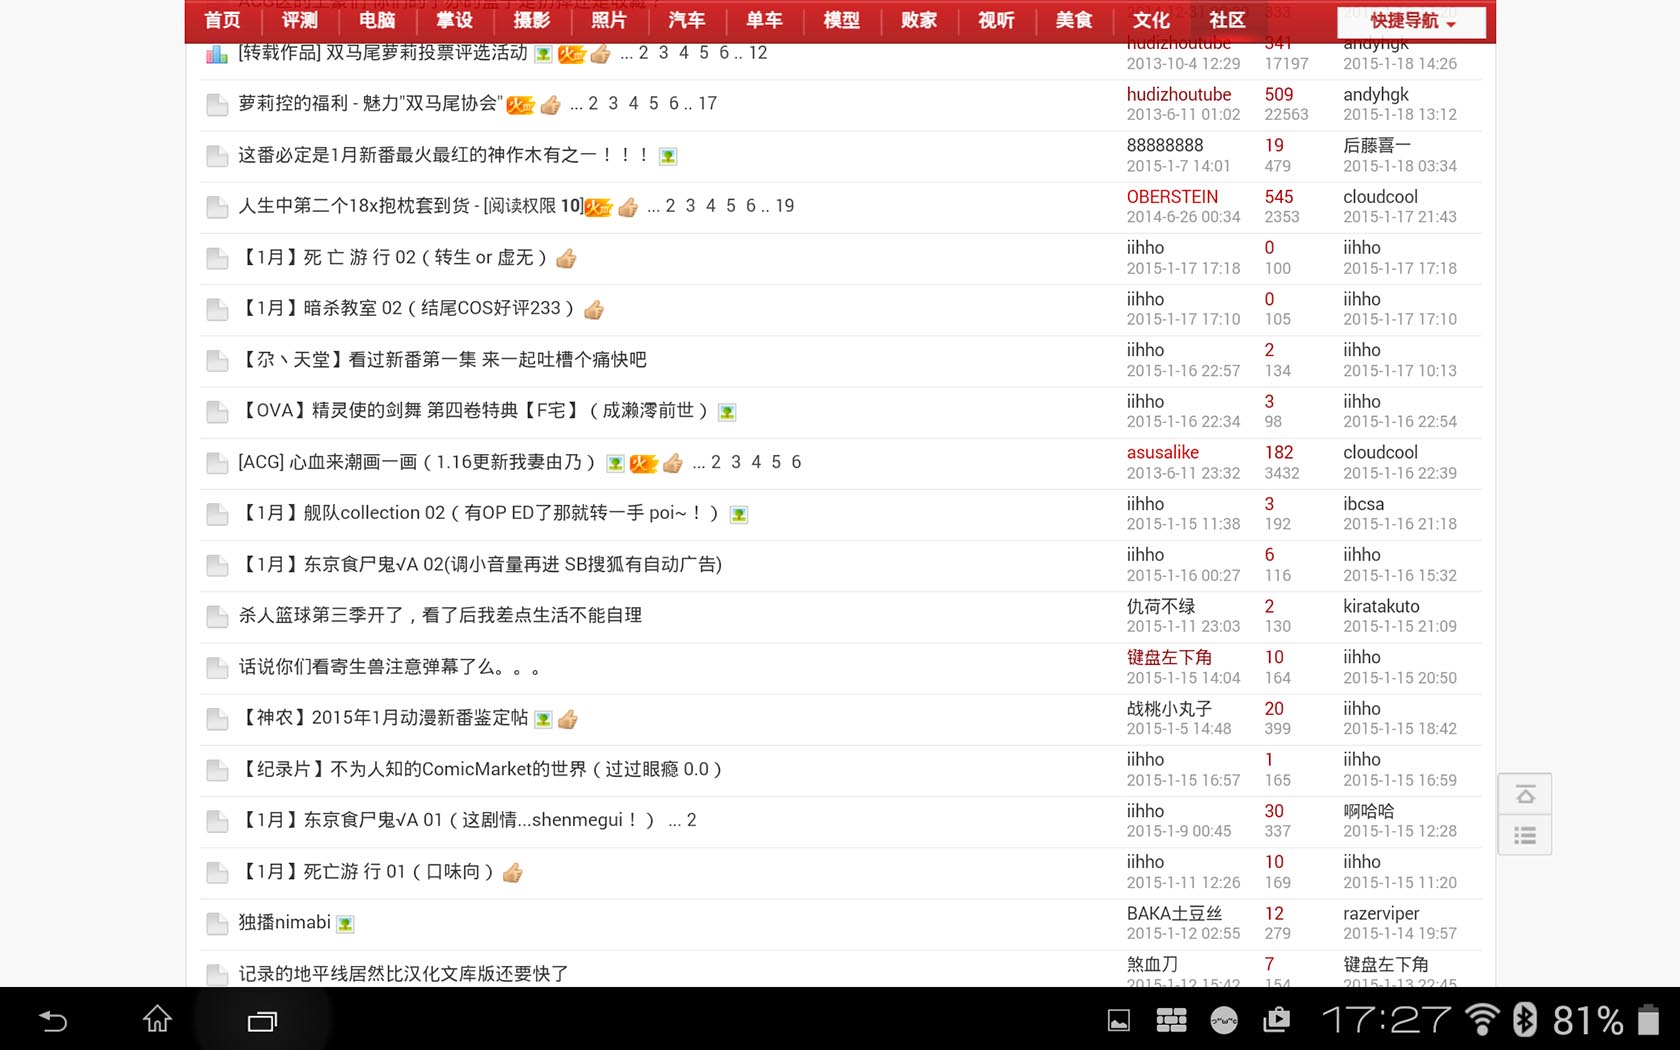 首页 评测 电脑 掌设 摄影 照片 汽车 单车 模型 败家 视听 美食 文化 社区 快捷导航
[转载作品] 双马尾萝莉投票评选活动 火 ... 2 3 4 5 6 .. 12 hudizhoutube 341 andyhgk
2013-10-4 12:29 17197 2015-1-18 14:26
萝莉控的福利 - 魅力"双马尾协会" 火 ... 2 3 4 5 6 .. 17 hudizhoutube 509 andyhgk
2013-6-11 01:02 22563 2015-1-18 13:12
这番必定是1月新番最火最红的神作木有之一！！！ 88888888 19 后藤喜一
2015-1-7 14:01 479 2015-1-18 03:34
人生中第二个18x抱枕套到货 - [阅读权限 10] 火 ... 2 3 4 5 6 .. 19 OBERSTEIN 545 cloudcool
2014-6-26 00:34 2353 2015-1-17 21:43
【1月】死 亡 游 行 02（转生 or 虚无） iihho 0 iihho
2015-1-17 17:18 100 2015-1-17 17:18
【1月】暗杀教室 02（结尾COS好评233） iihho 0 iihho
2015-1-17 17:10 105 2015-1-17 17:10
【尕丶天堂】看过新番第一集 来一起吐槽个痛快吧 iihho 2 iihho
2015-1-16 22:57 134 2015-1-17 10:13
【OVA】精灵使的剑舞 第四卷特典【F宅】（成濑澪前世） iihho 3 iihho
2015-1-16 22:34 98 2015-1-16 22:54
[ACG] 心血来潮画一画（1.16更新我妻由乃） 火 ... 2 3 4 5 6 asusalike 182 cloudcool
2013-6-11 23:32 3432 2015-1-16 22:39
【1月】舰队collection 02（有OP ED了那就转一手 poi~！） iihho 3 ibcsa
2015-1-15 11:38 192 2015-1-16 21:18
【1月】东京食尸鬼√A 02(调小音量再进 SB搜狐有自动广告) iihho 6 iihho
2015-1-16 00:27 116 2015-1-16 15:32
杀人篮球第三季开了，看了后我差点生活不能自理 仇荷不绿 2 kiratakuto
2015-1-11 23:03 130 2015-1-15 21:09
话说你们看寄生兽注意弹幕了么。。。 键盘左下角 10 iihho
2015-1-15 14:04 164 2015-1-15 20:50
【神农】2015年1月动漫新番鉴定帖 战桃小丸子 20 iihho
2015-1-5 14:48 399 2015-1-15 18:42
【纪录片】不为人知的ComicMarket的世界（过过眼瘾 0.0） iihho 1 iihho
2015-1-15 16:57 165 2015-1-15 16:59
【1月】东京食尸鬼√A 01（这剧情...shenmegui！） ... 2 iihho 30 啊哈哈
2015-1-9 00:45 337 2015-1-15 12:28
【1月】死亡游 行 01（口味向） iihho 10 iihho
2015-1-11 12:26 169 2015-1-15 11:20
独播nimabi BAKA土豆丝 12 razerviper
2015-1-12 02:55 279 2015-1-14 19:57
记录的地平线居然比汉化文库版还要快了 煞血刀 7 键盘左下角
2015-1-12 15:42 154 2015-1-13 22:45
17:27 81%